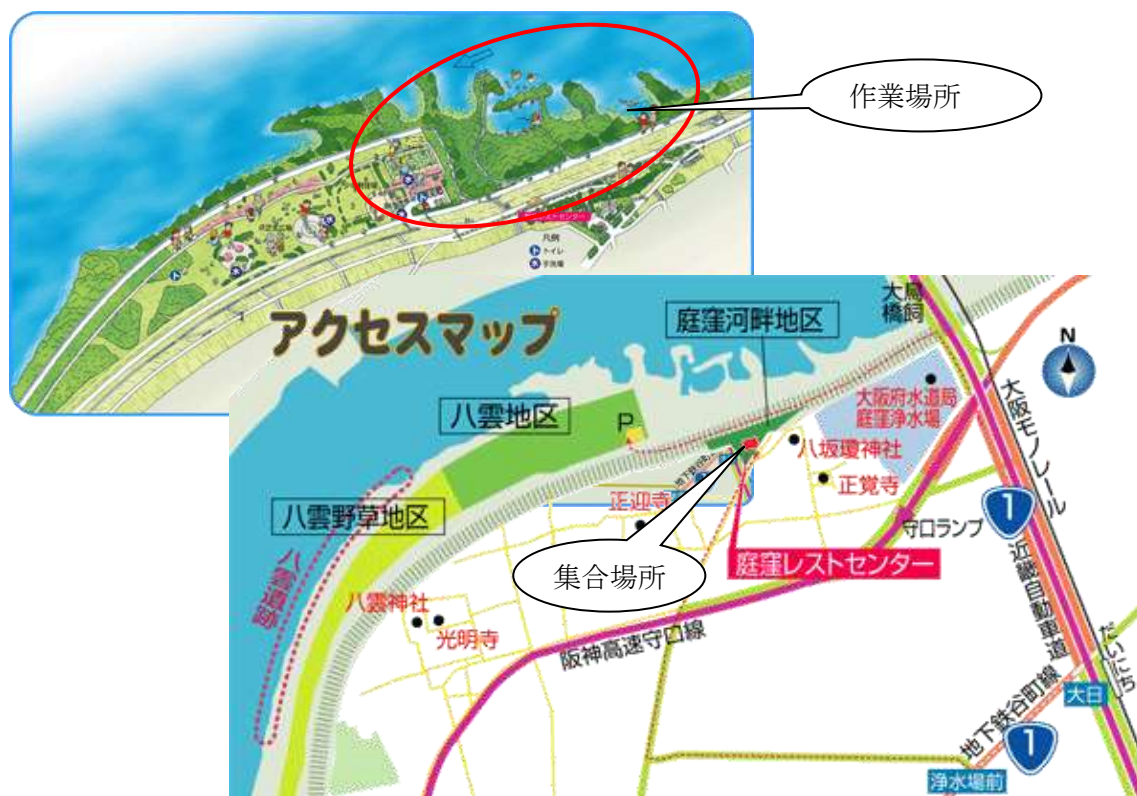 作業場所
凡例
トイレ
手洗場
アクセスマップ
庭窪河畔地区
大鳥
橋飼
N
八雲地区
P
大阪府水道局
庭窪浄水場
八坂瓊神社
正覚寺
正迎寺
八雲野草地区
1
大阪モノレール
守口ランプ
近畿自動車道
集合場所
庭窪レストセンター
八雲遺跡
八雲神社
光明寺
阪神高速守口線
だいにち
大日
地下鉄谷町線
1
浄水場前